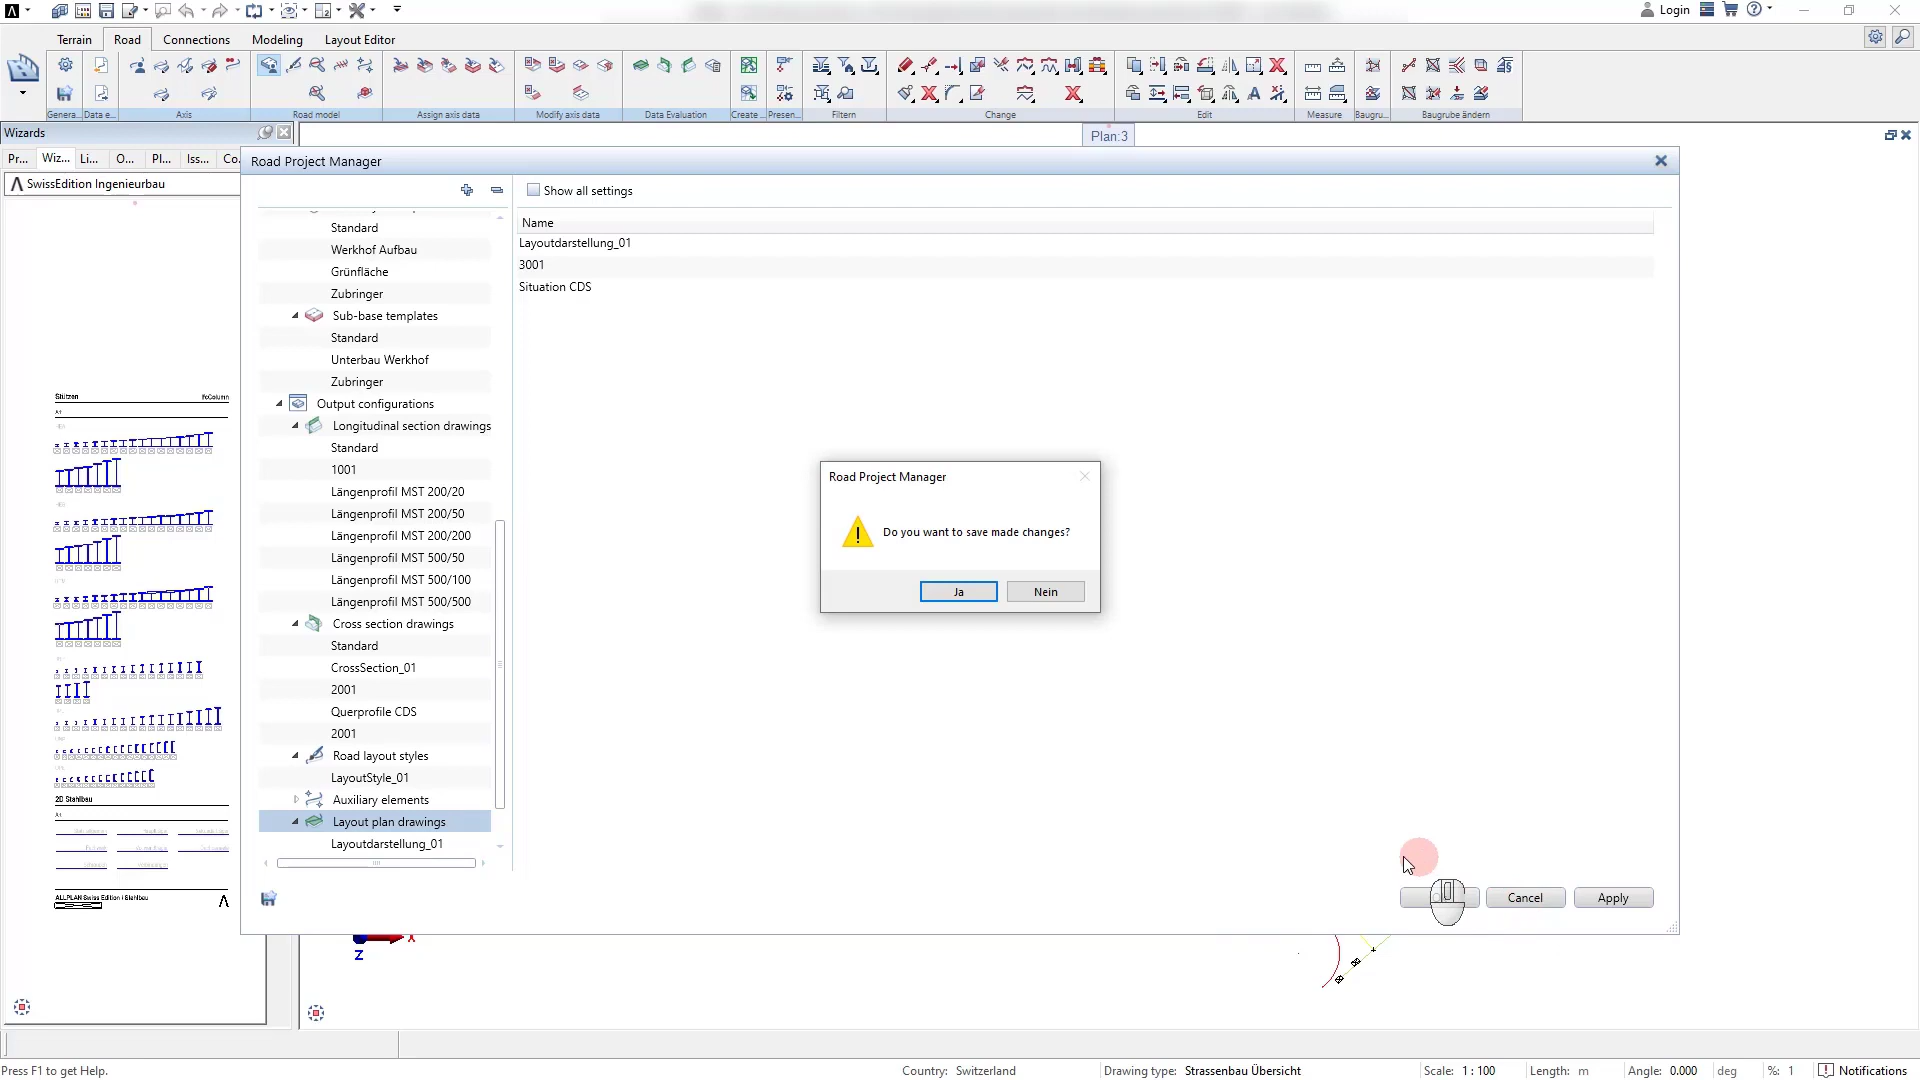 Login
Terrain
Road
Connections
Modeling
Layout Editor
Genera...
Data e...
Axis
Road model
Assign axis data
Modify axis data
Data Evaluation
Create ...
Presen...
Filtern
Change
Edit
Measure
Baugru...
Baugrube ändern
Wizards
Plan:3
Pr...
Wiz...
Li...
O...
Pl...
Iss...
Co.
SwissEdition Ingenieurbau
Stützen
IfcColumn
2D Stahlbau
ALLPLAN Swiss Edition I Stahlbau
Road Project Manager
Show all settings
Name
Layoutdarstellung_01
3001
Situation CDS
Standard
Werkhof Aufbau
Grünfläche
Zubringer
Sub-base templates
Standard
Unterbau Werkhof
Zubringer
Output configurations
Longitudinal section drawings
Standard
1001
Längenprofil MST 200/20
Längenprofil MST 200/50
Längenprofil MST 200/200
Längenprofil MST 500/50
Längenprofil MST 500/100
Längenprofil MST 500/500
Cross section drawings
Standard
CrossSection_01
2001
Querprofile CDS
2001
Road layout styles
LayoutStyle_01
Auxiliary elements
Layout plan drawings
Layoutdarstellung_01
Road Project Manager
Do you want to save made changes?
Ja
Nein
Cancel
Apply
X
Z
Press F1 to get Help.
Country: Switzerland
Drawing type: Strassenbau Übersicht
Scale: 1 : 100
Length: m
Angle: 0.000 deg
%: 1
Notifications